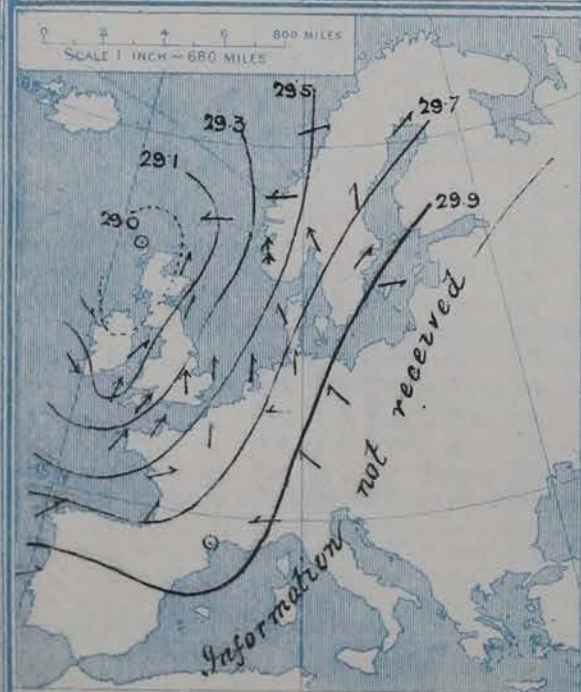 0 2 4 6 800 MILES
SCALE 1 INCH — 680 MILES
29·5
29·7
29·3
29·1
29·0
29·9
Information not received